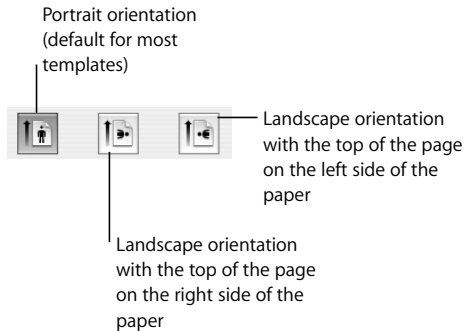 Portrait orientation
(default for most
templates)
Landscape orientation
with the top of the page
on the left side of the
paper
Landscape orientation
with the top of the page
on the right side of the
paper